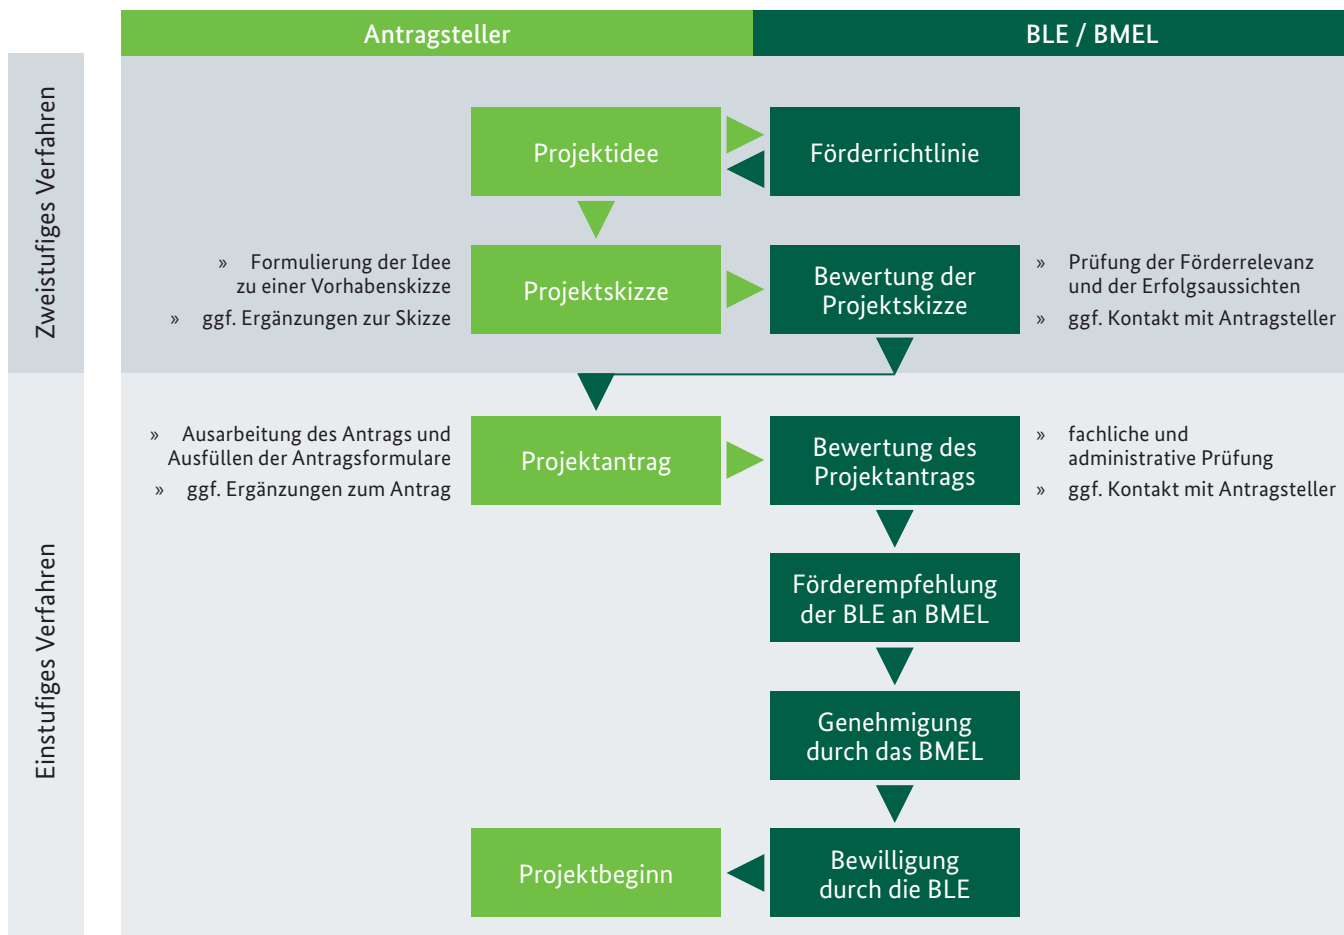 Antragsteller
BLE / BMEL
Zweistufiges Verfahren
Projektidee
Förderrichtlinie
» Formulierung der Idee
zu einer Vorhabenskizze
» ggf. Ergänzungen zur Skizze
Projektskizze
Bewertung der
Projektskizze
» Prüfung der Förderrelevanz
und der Erfolgsaussichten
» ggf. Kontakt mit Antragsteller
Einstufiges Verfahren
» Ausarbeitung des Antrags und
Ausfüllen der Antragsformulare
» ggf. Ergänzungen zum Antrag
Projektantrag
Bewertung des
Projektantrags
» fachliche und
administrative Prüfung
» ggf. Kontakt mit Antragsteller
Förderempfehlung
der BLE an BMEL
Genehmigung
durch das BMEL
Projektbeginn
Bewilligung
durch die BLE